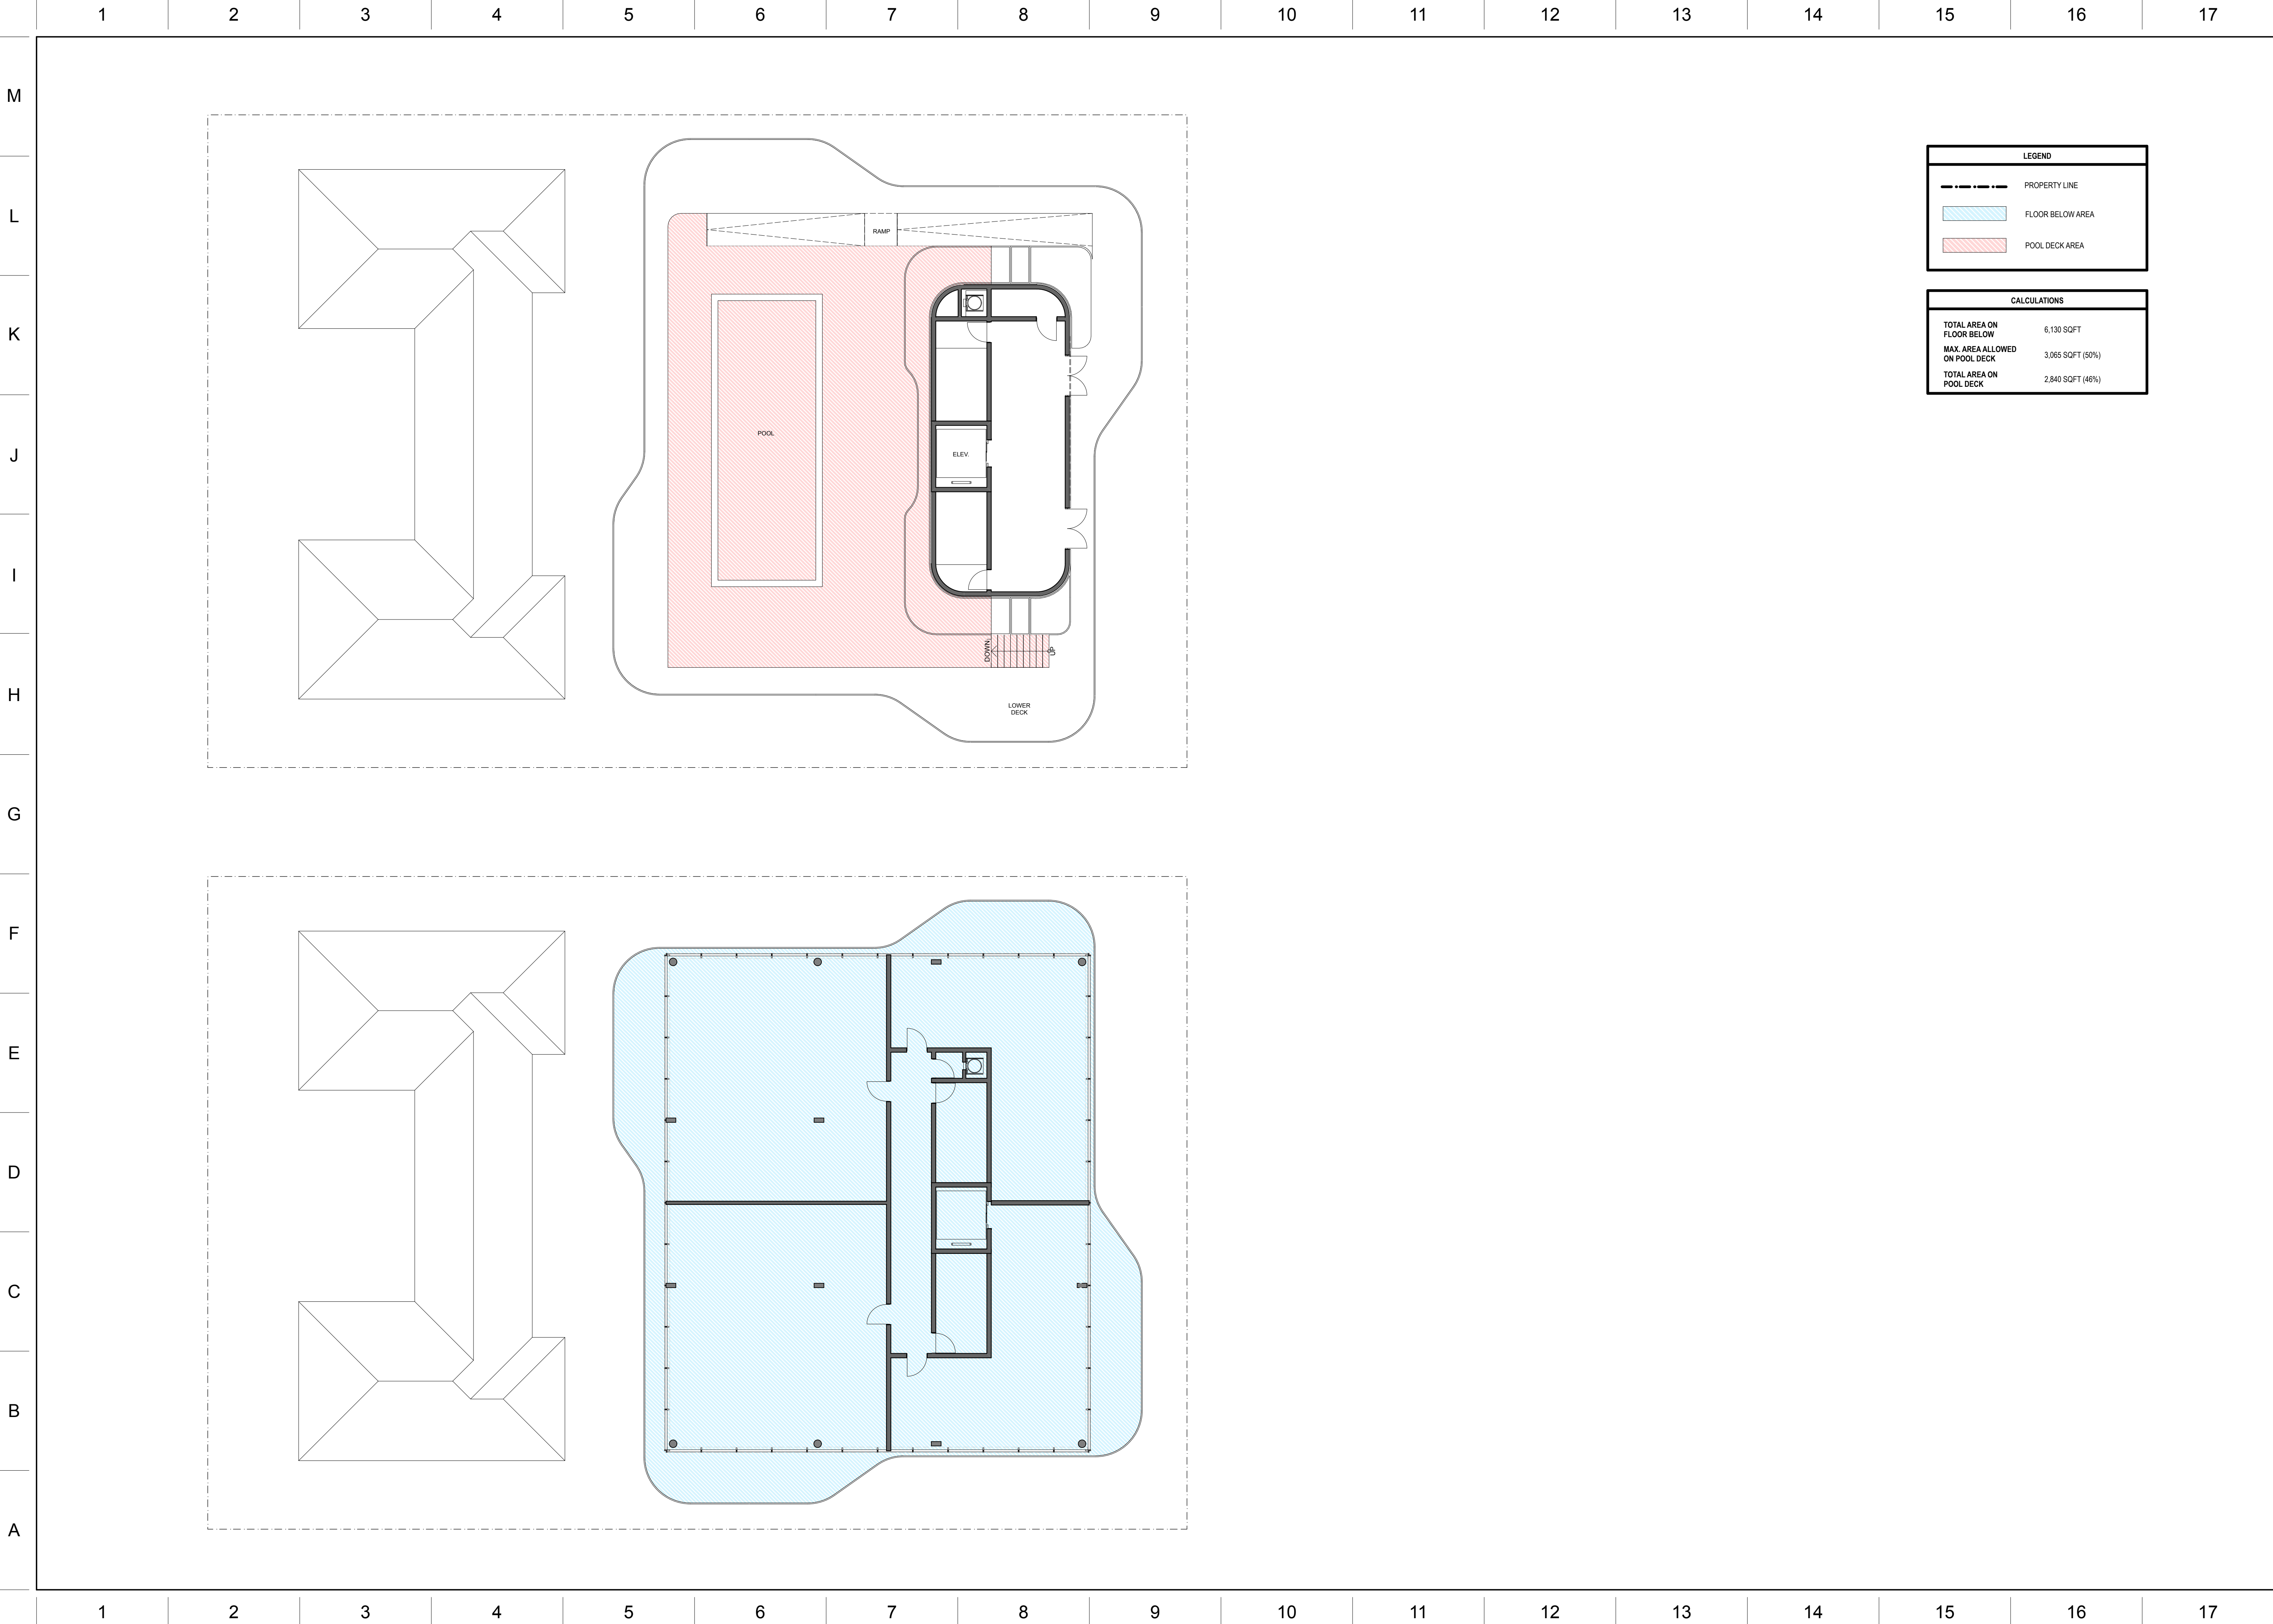 1 2 3 4 5 6 7 8 9 10 11 12 13 14 15 16 17
M
L
K
J
I
H
G
F
E
D
C
B
A
RAMP
POOL
ELEV.
DOWN
UP
LOWER
DECK
LEGEND
PROPERTY LINE
FLOOR BELOW AREA
POOL DECK AREA
CALCULATIONS
TOTAL AREA ON
FLOOR BELOW
6,130 SQFT
MAX. AREA ALLOWED
ON POOL DECK
3,065 SQFT (50%)
TOTAL AREA ON
POOL DECK
2,840 SQFT (46%)
1 2 3 4 5 6 7 8 9 10 11 12 13 14 15 16 17